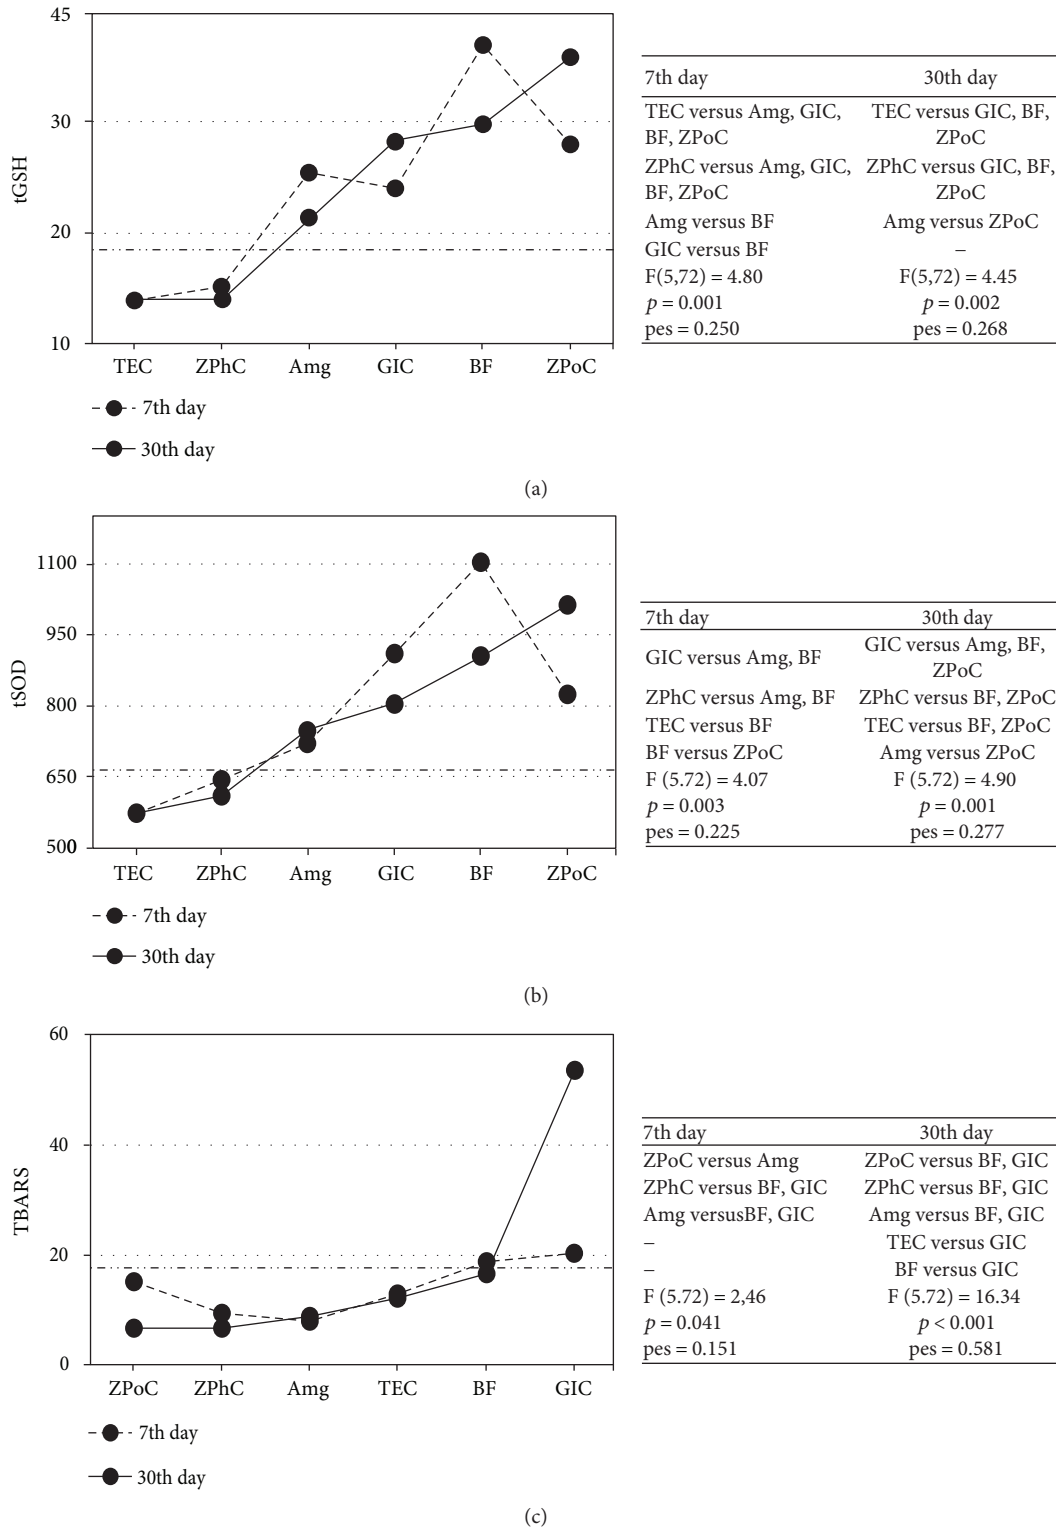 45
30
20
10
tGSH
TEC ZPhC Amg GIC BF ZPoC
7th day
30th day
7th day 30th day
TEC versus Amg, GIC, BF, ZPoC TEC versus GIC, BF, ZPoC
ZPhC versus Amg, GIC, BF, ZPoC ZPhC versus GIC, BF, ZPoC
Amg versus BF Amg versus ZPoC
GIC versus BF –
F(5,72) = 4.80 F(5,72) = 4.45
p = 0.001 p = 0.002
pes = 0.250 pes = 0.268
(a)
1100
950
800
650
500
tSOD
TEC ZPhC Amg GIC BF ZPoC
7th day
30th day
7th day 30th day
GIC versus Amg, BF GIC versus Amg, BF, ZPoC
ZPhC versus Amg, BF ZPhC versus BF, ZPoC
TEC versus BF TEC versus BF, ZPoC
BF versus ZPoC Amg versus ZPoC
F (5.72) = 4.07 F (5.72) = 4.90
p = 0.003 p = 0.001
pes = 0.225 pes = 0.277
(b)
60
40
20
0
TBARS
ZPoC ZPhC Amg TEC BF GIC
7th day
30th day
7th day 30th day
ZPoC versus Amg ZPoC versus BF, GIC
ZPhC versus BF, GIC ZPhC versus BF, GIC
Amg versusBF, GIC Amg versus BF, GIC
– TEC versus GIC
– BF versus GIC
F (5.72) = 2,46 F (5.72) = 16.34
p = 0.041 p < 0.001
pes = 0.151 pes = 0.581
(c)